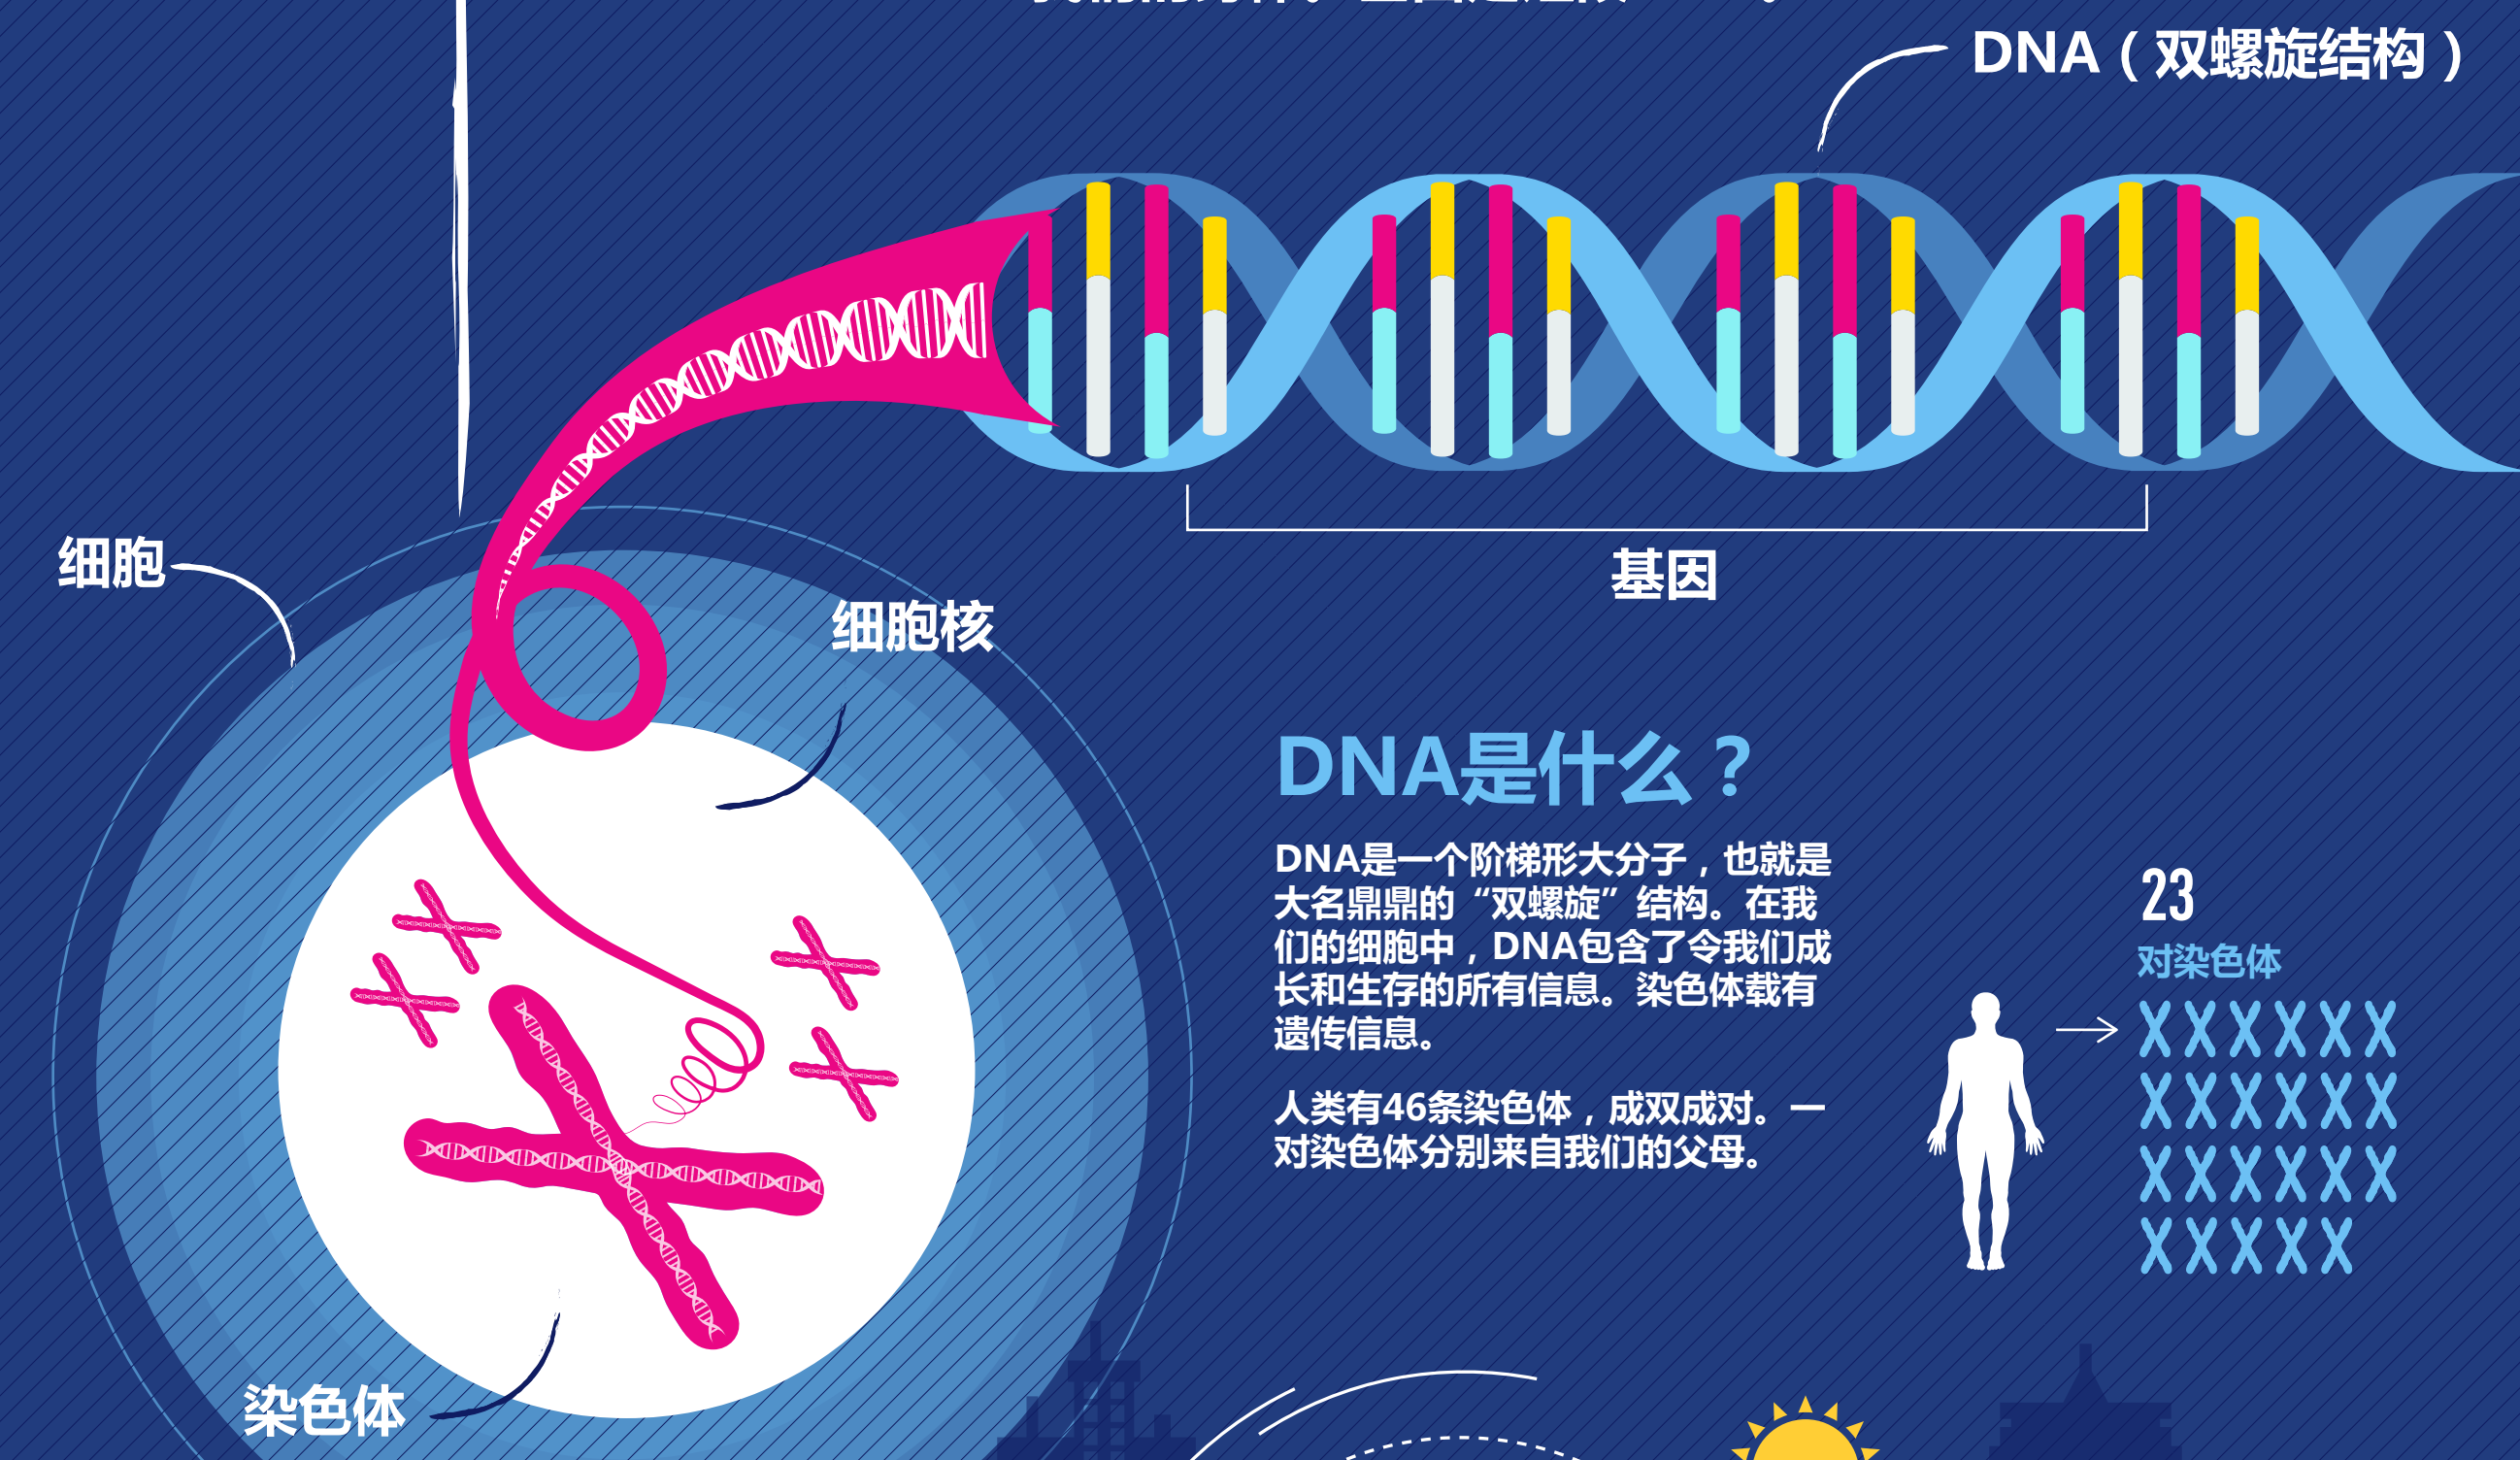 DNA（双螺旋结构）
细胞
基因
细胞核
DNA是什么？
DNA是一个阶梯形大分子，也就是
大名鼎鼎的“双螺旋”结构。在我
们的细胞中，DNA包含了令我们成
长和生存的所有信息。染色体载有
遗传信息。
人类有46条染色体，成双成对。一
对染色体分别来自我们的父母。
23
对染色体
染色体